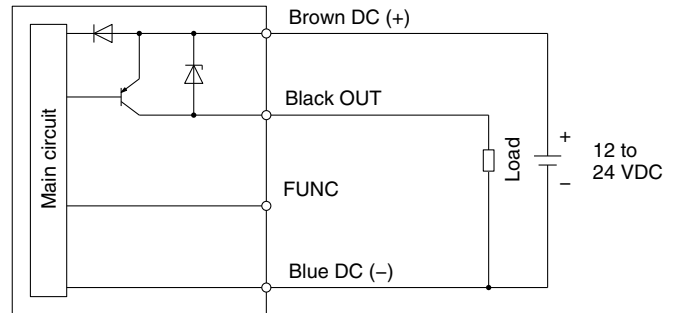 Brown DC (+)
Main circuit
Black OUT
Load
+
−
12 to
24 VDC
FUNC
Blue DC (−)